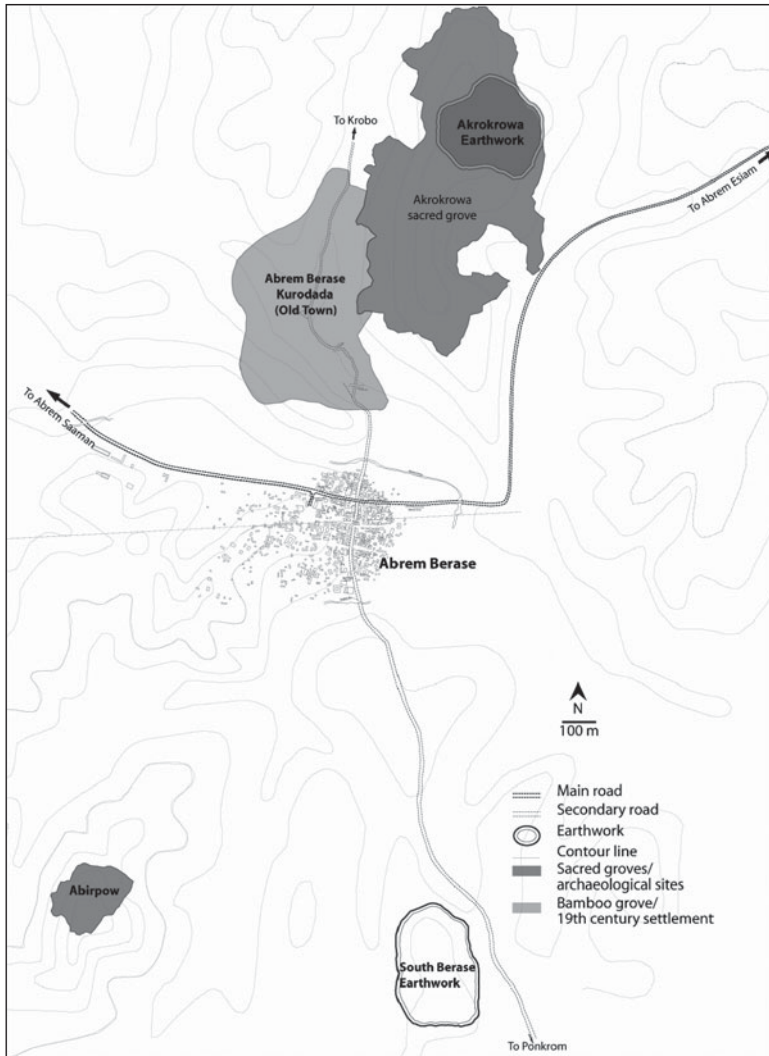 To Krobo
Akrokrowa
Earthwork
To Abrem Esiam
Akrokrowa
sacred grove
Abrem Berase
Kurodada
(Old Town)
To Abrem Saaman
Abrem Berase
N
100 m
Main road
Secondary road
Earthwork
Contour line
Sacred groves/
archaeological sites
Bamboo grove/
19th century settlement
Abirpow
South Berase
Earthwork
To Ponkrom